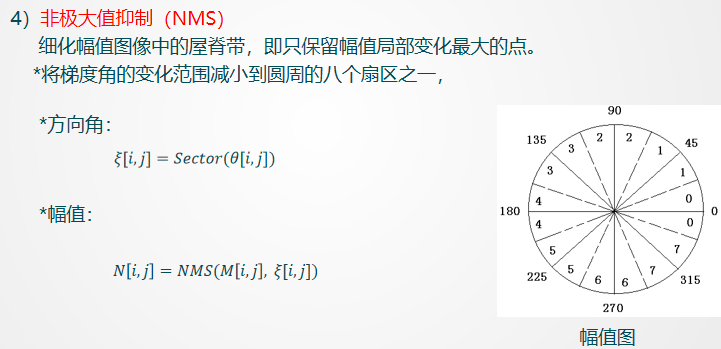 4）非极大值抑制（NMS）
细化幅值图像中的屋脊带，即只保留幅值局部变化最大的点。
*将梯度角的变化范围减小到圆周的八个扇区之一，
*方向角：
ξ[i,j] = Sector(θ[i,j])
*幅值：
N[i,j] = NMS(M[i,j], ξ[i,j])
90
135 3 2 2 1 45
3 1
4 0
180 0
4 0
5 7
225 5 6 6 7 315
270
幅值图